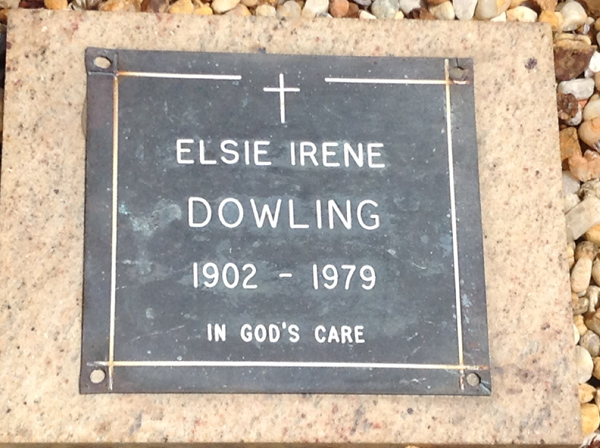 ELSIE IRENE
DOWLING
1902 - 1979
IN GOD'S CARE